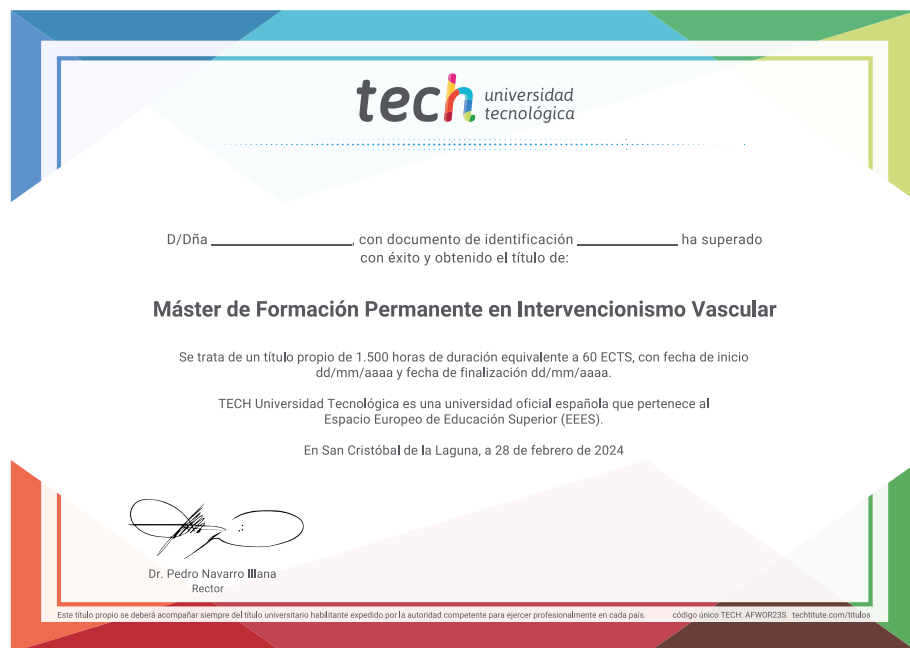 tech universidad
tecnológica
D/Dña ____________________, con documento de identificación ______________ ha superado
con éxito y obtenido el título de:
Máster de Formación Permanente en Intervencionismo Vascular
Se trata de un título propio de 1.500 horas de duración equivalente a 60 ECTS, con fecha de inicio
dd/mm/aaaa y fecha de finalización dd/mm/aaaa.
TECH Universidad Tecnológica es una universidad oficial española que pertenece al
Espacio Europeo de Educación Superior (EEES).
En San Cristóbal de la Laguna, a 28 de febrero de 2024
Dr. Pedro Navarro Illana
Rector
Este título propio se deberá acompañar siempre del título universitario habilitante expedido por la autoridad competente para ejercer profesionalmente en cada país. código único TECH: AFWOR23S techtitute.com/titulos